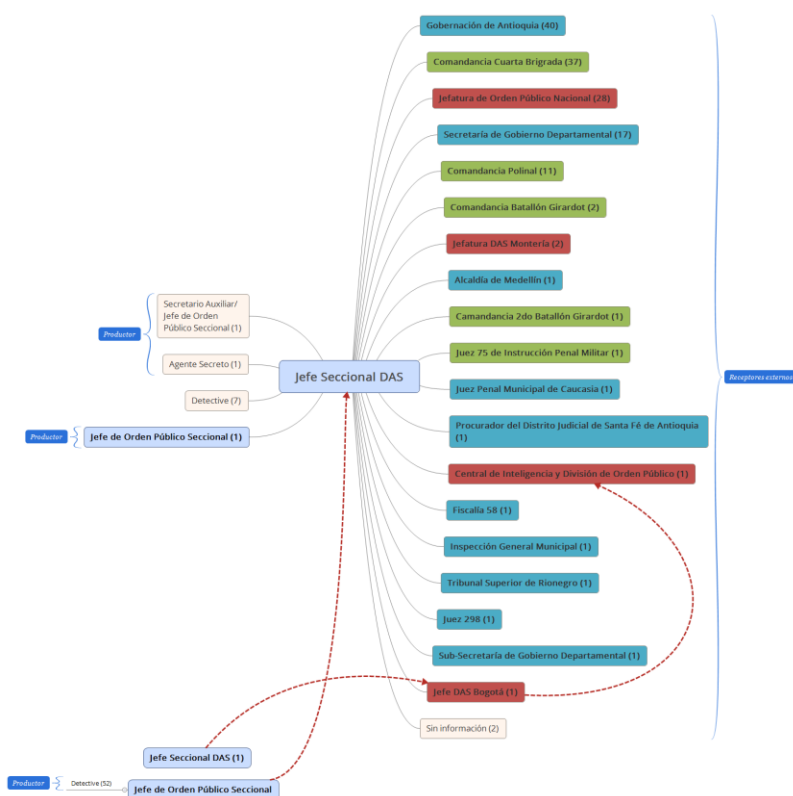 Gobernación de Antioquia (40)
Comandancia Cuarta Brigada (37)
Jefatura de Orden Público Nacional (28)
Secretaría de Gobierno Departamental (17)
Comandancia Polinal (11)
Comandancia Batallón Girardot (2)
Jefatura DAS Montería (2)
Alcaldía de Medellín (1)
Camandancia 2do Batallón Girardot (1)
Juez 75 de Instrucción Penal Militar (1)
Juez Penal Municipal de Caucasia (1)
Procurador del Distrito Judicial de Santa Fé de Antioquia
(1)
Central de Inteligencia y División de Orden Público (1)
Fiscalía 58 (1)
Inspección General Municipal (1)
Tribunal Superior de Rionegro (1)
Juez 298 (1)
Sub-Secretaría de Gobierno Departamental (1)
Jefe DAS Bogotá (1)
Sin información (2)
Receptores externos
Jefe Seccional DAS
Productor
Secretario Auxiliar/
Jefe de Orden
Público Seccional (1)
Agente Secreto (1)
Detective (7)
Productor
Jefe de Orden Público Seccional (1)
Jefe Seccional DAS (1)
Productor
Detective (52)
Jefe de Orden Público Seccional